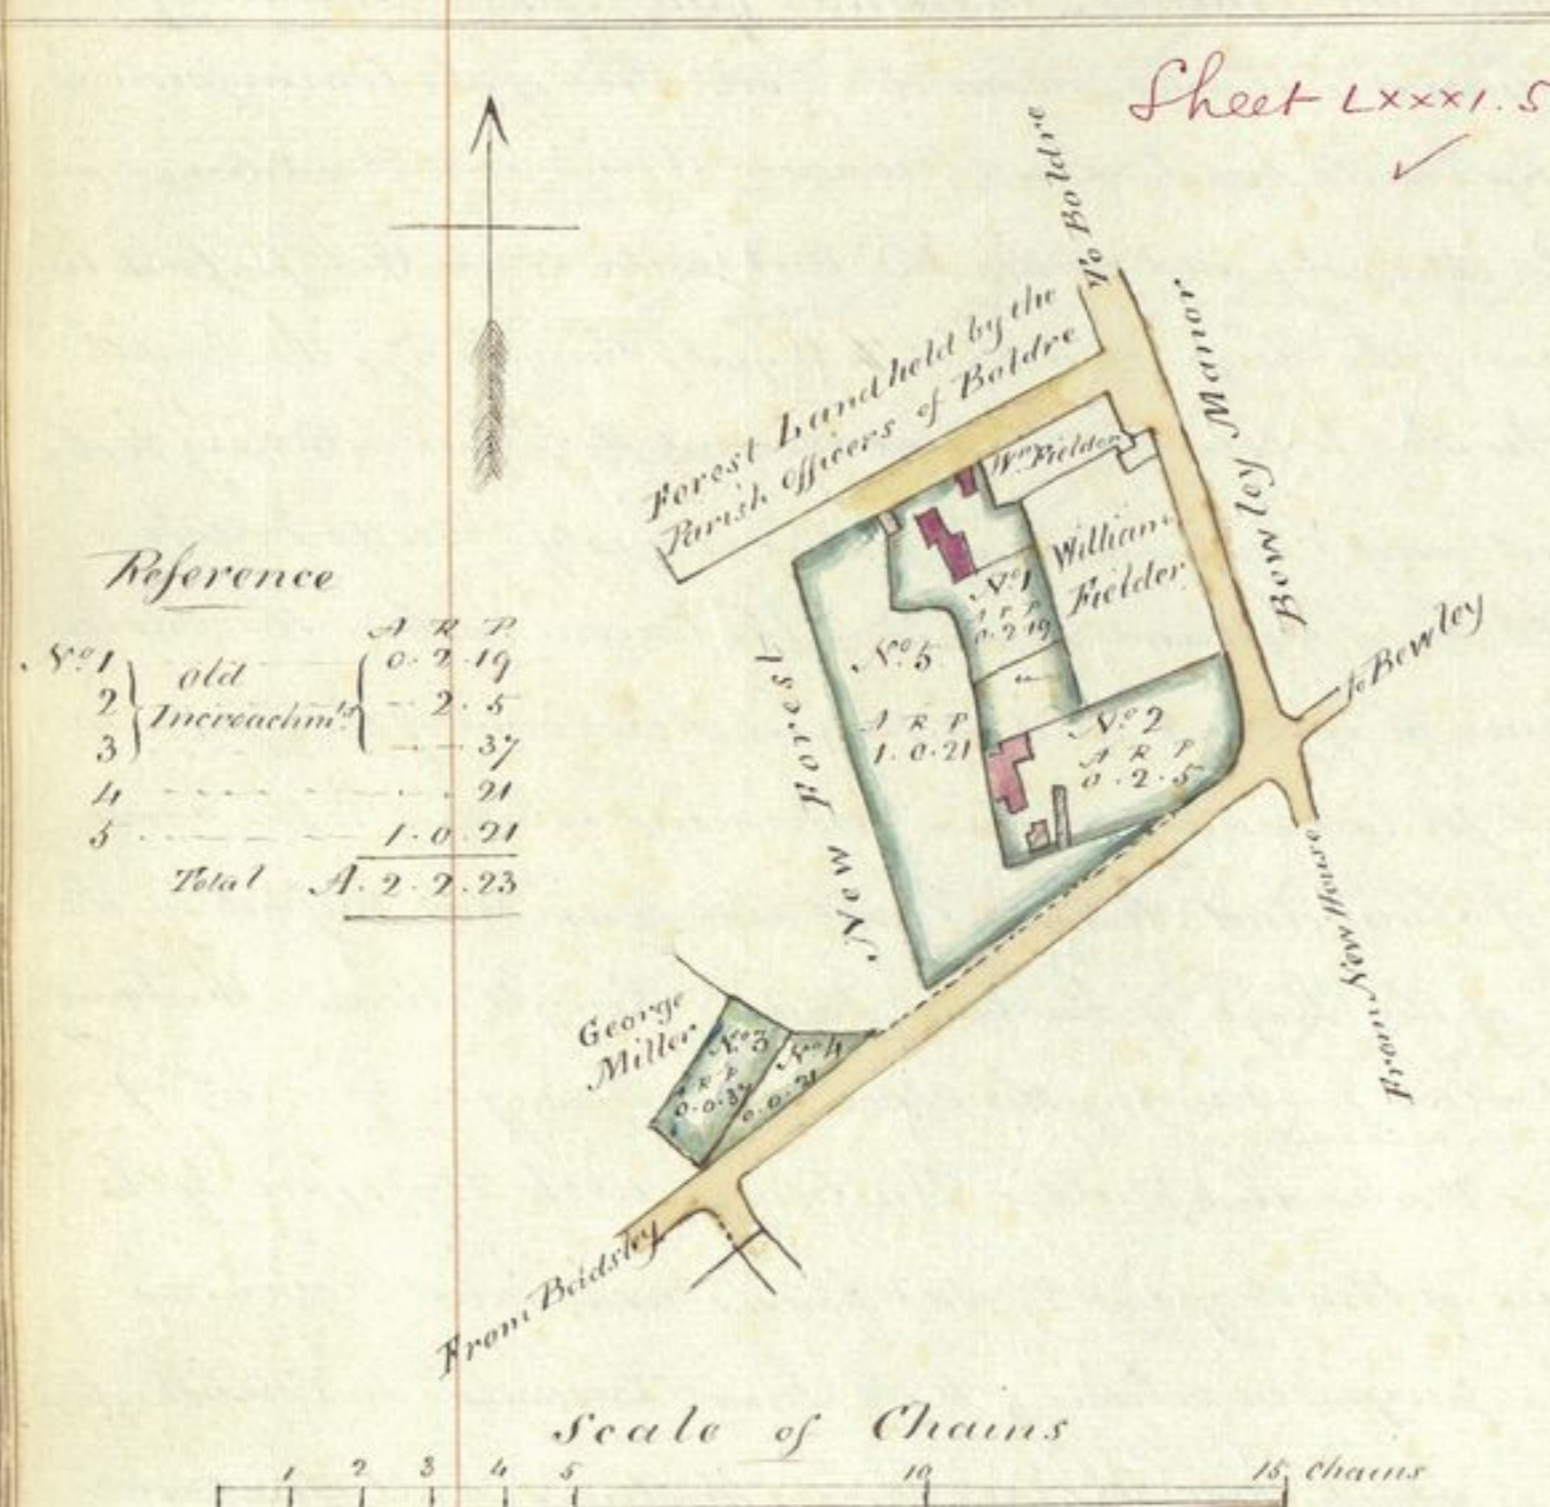 Sheet LXXXI. 5
To Boldre
Forest Land held by the
Parish Officers of Boldre
Bowley Manor
Wm. Fielder
William
Fielder
to Bewley
From New House
New Forest
No. 1
A R P
0. 2 19
No. 5
A R P
1. 0. 21
No. 2
A R P
0. 2. 5
Reference
A R P
No. 1 0. 2. 19
2 Old - 2. 5
3 Increachmts. - - 37
4 - - - - - 21
5 - - - - 1. 0. 21
Total A. 2. 2. 23
George
Miller
No. 3
A R P
0. 0. 37
No. 4
0. 0. 21
From Badsley
Scale of Chains
1 2 3 4 5 10 15 Chains